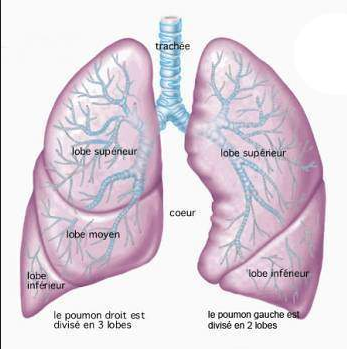 trachée
lobe supérieur
lobe supérieur
coeur
lobe moyen
lobe
inférieur
lobe inférieur
le poumon droit est
divisé en 3 lobes
le poumon gauche est
divisé en 2 lobes